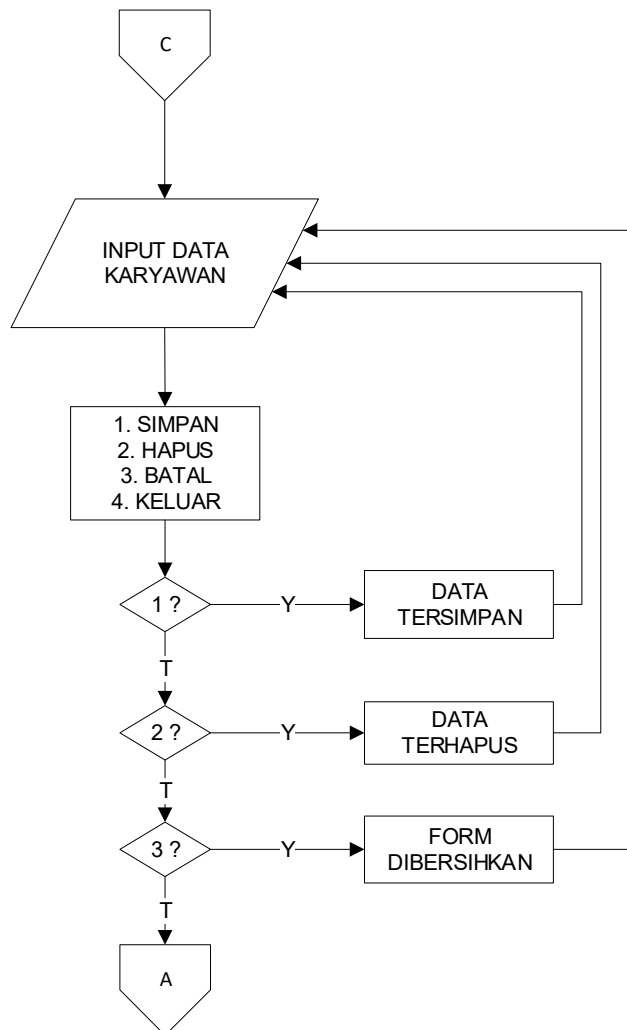 C
INPUT DATA
KARYAWAN
1. SIMPAN
2. HAPUS
3. BATAL
4. KELUAR
1 ?
Y
DATA
TERSIMPAN
T
2 ?
Y
DATA
TERHAPUS
T
3 ?
Y
FORM
DIBERSIHKAN
T
A